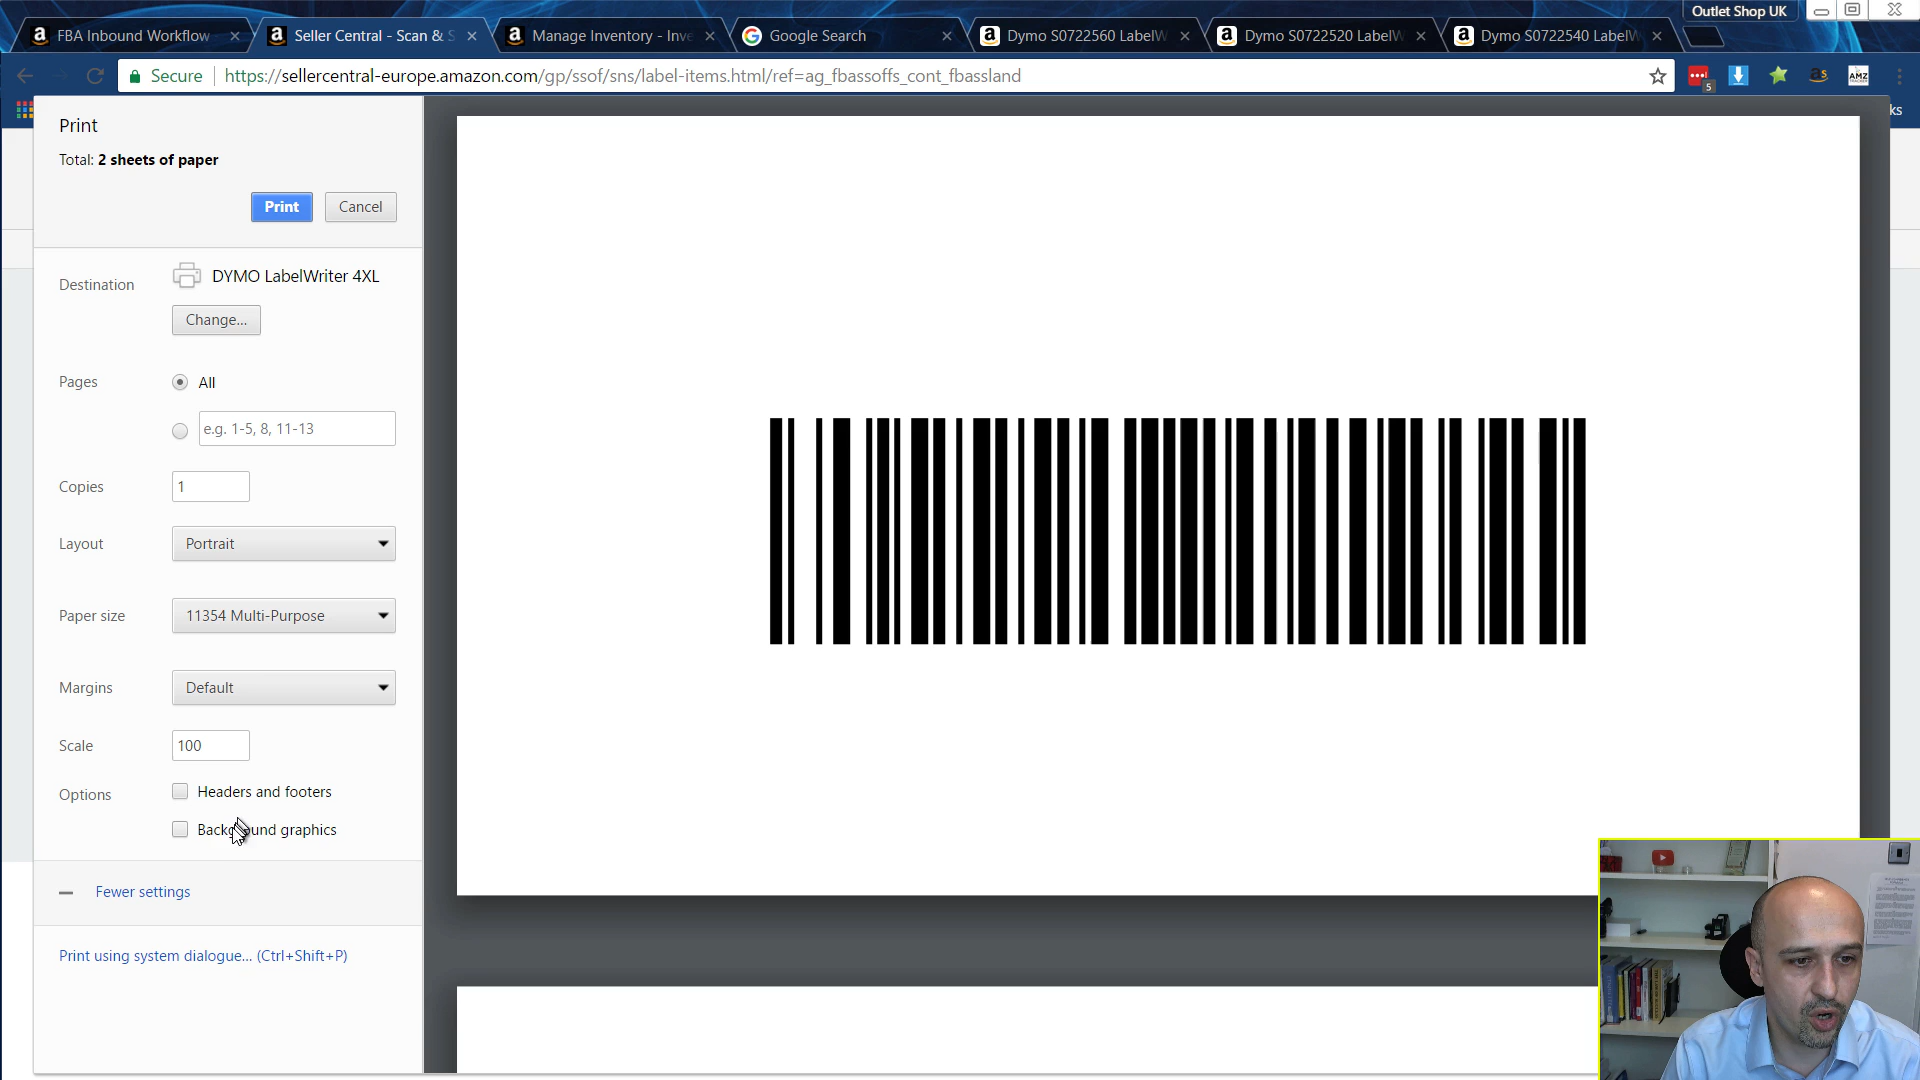 Outlet Shop UK
FBA Inbound Workflow
Seller Central - Scan & S
Manage Inventory - Inve
Google Search
Dymo S0722560 LabelW
Dymo S0722520 LabelW
Dymo S0722540 LabelW
Secure
https://sellercentral-europe.amazon.com/gp/ssof/sns/label-items.html/ref=ag_fbassoffs_cont_fbassland
5
AMZ
ks
Print
Total: 2 sheets of paper
Print Cancel
Destination DYMO LabelWriter 4XL
Change...
Pages All
e.g. 1-5, 8, 11-13
Copies 1
Layout Portrait
Paper size 11354 Multi-Purpose
Margins Default
Scale 100
Options Headers and footers
Background graphics
Fewer settings
Print using system dialogue... (Ctrl+Shift+P)